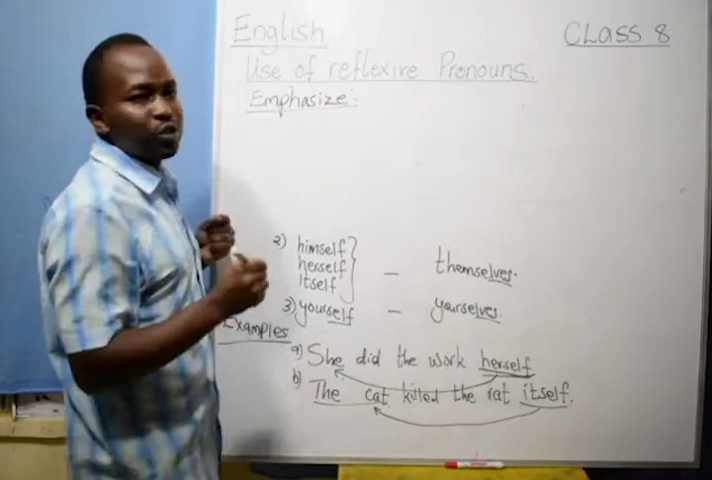 English
CLASS 8
Use of reflexive Pronouns.
Emphasize:
2) himself
herself
itself
themselves.
3) yourself
yourselves.
Examples
a) She did the work herself
b) The cat killed the rat itself.